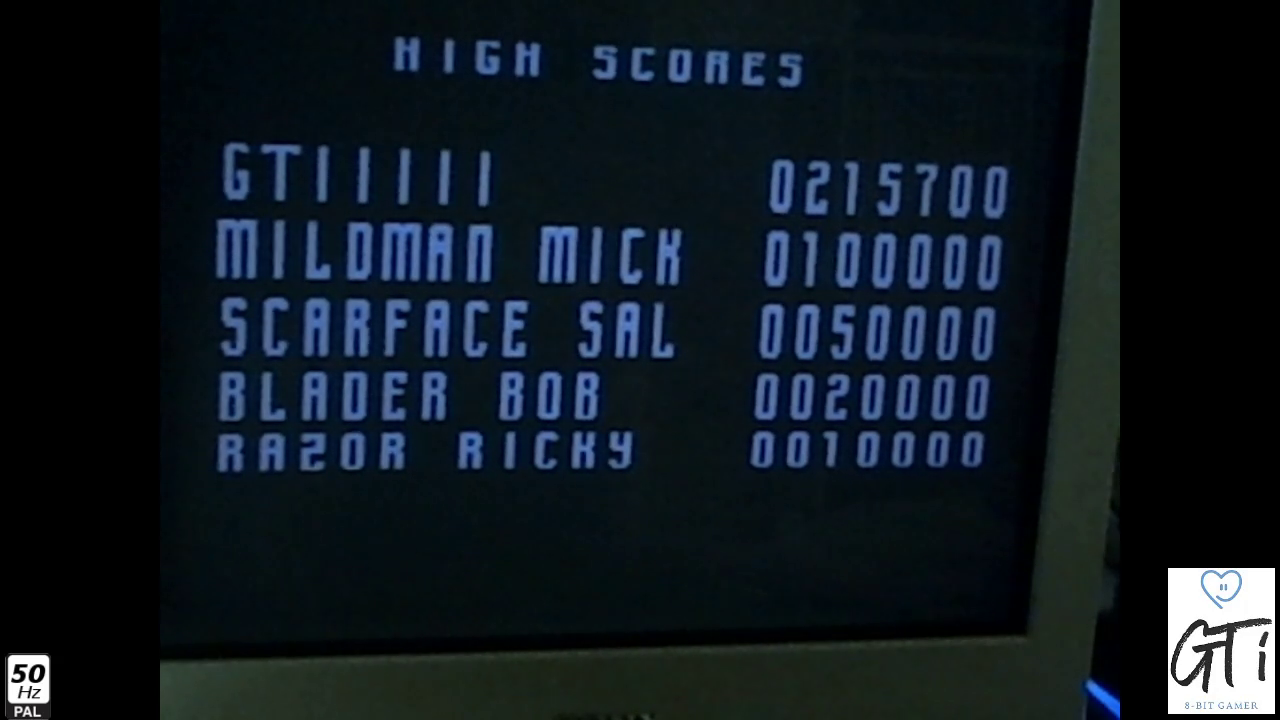 HIGH SCORES
GTIIIII 0215700
MILDMAN MICK 0100000
SCARFACE SAL 0050000
BLADER BOB 0020000
RAZOR RICKY 0010000
50
Hz
PAL
GTi
8-BIT GAMER